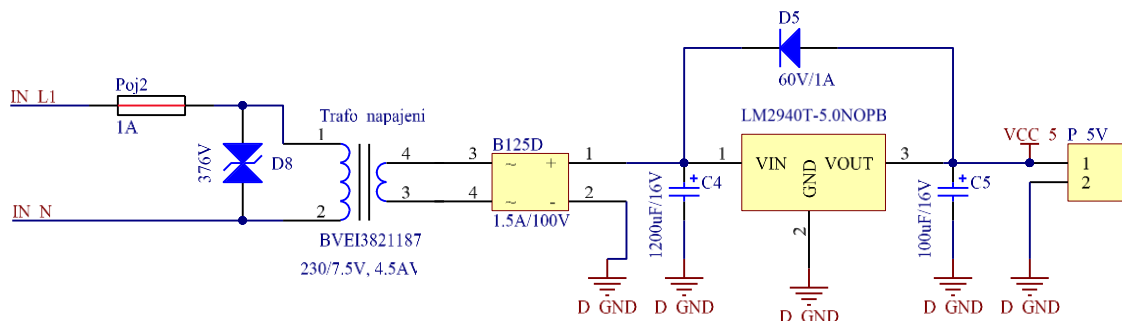 D5
60V/1A
Poj2
IN L1
1A
Trafo napajeni
LM2940T-5.0NOPB
VCC 5
P 5V
376V
D8
1
2
4
3
B125D
3
4
~
~
+
-
1
2
1.5A/100V
BVEI3821187
230/7.5V, 4.5AV
IN N
1200uF/16V
+
C4
1
VIN
GND
VOUT
3
2
100uF/16V
+
C5
1
2
D GND
D GND
D GND
D GND
D GND